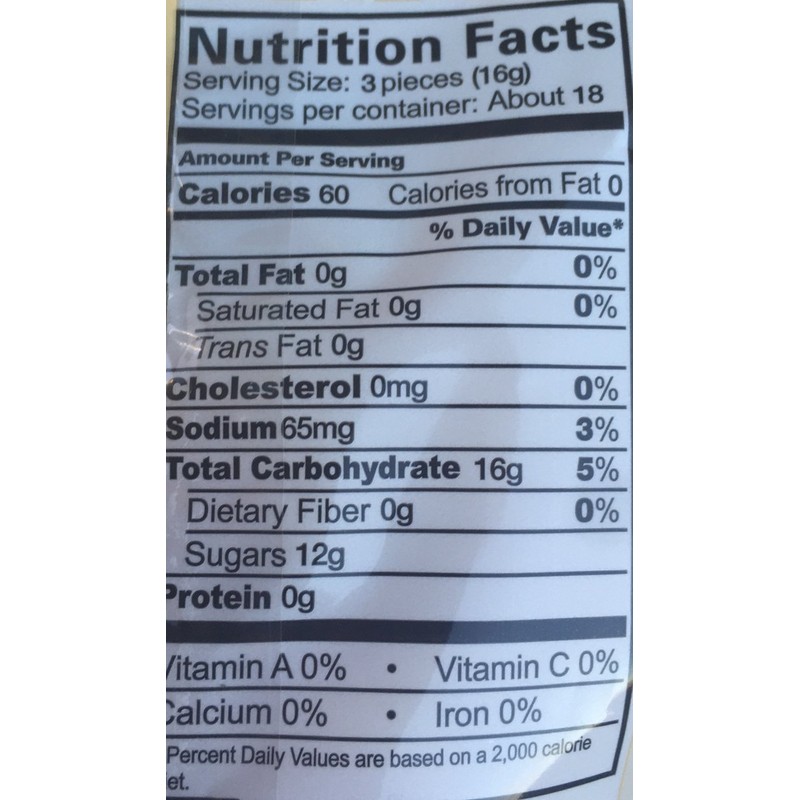 Nutrition Facts
Serving Size: 3 pieces (16g)
Servings per container: About 18
Amount Per Serving
Calories 60 Calories from Fat 0
% Daily Value*
Total Fat 0g 0%
Saturated Fat 0g 0%
Trans Fat 0g
Cholesterol 0mg 0%
Sodium 65mg 3%
Total Carbohydrate 16g 5%
Dietary Fiber 0g 0%
Sugars 12g
Protein 0g
Vitamin A 0% • Vitamin C 0%
Calcium 0% • Iron 0%
Percent Daily Values are based on a 2,000 calorie
et.